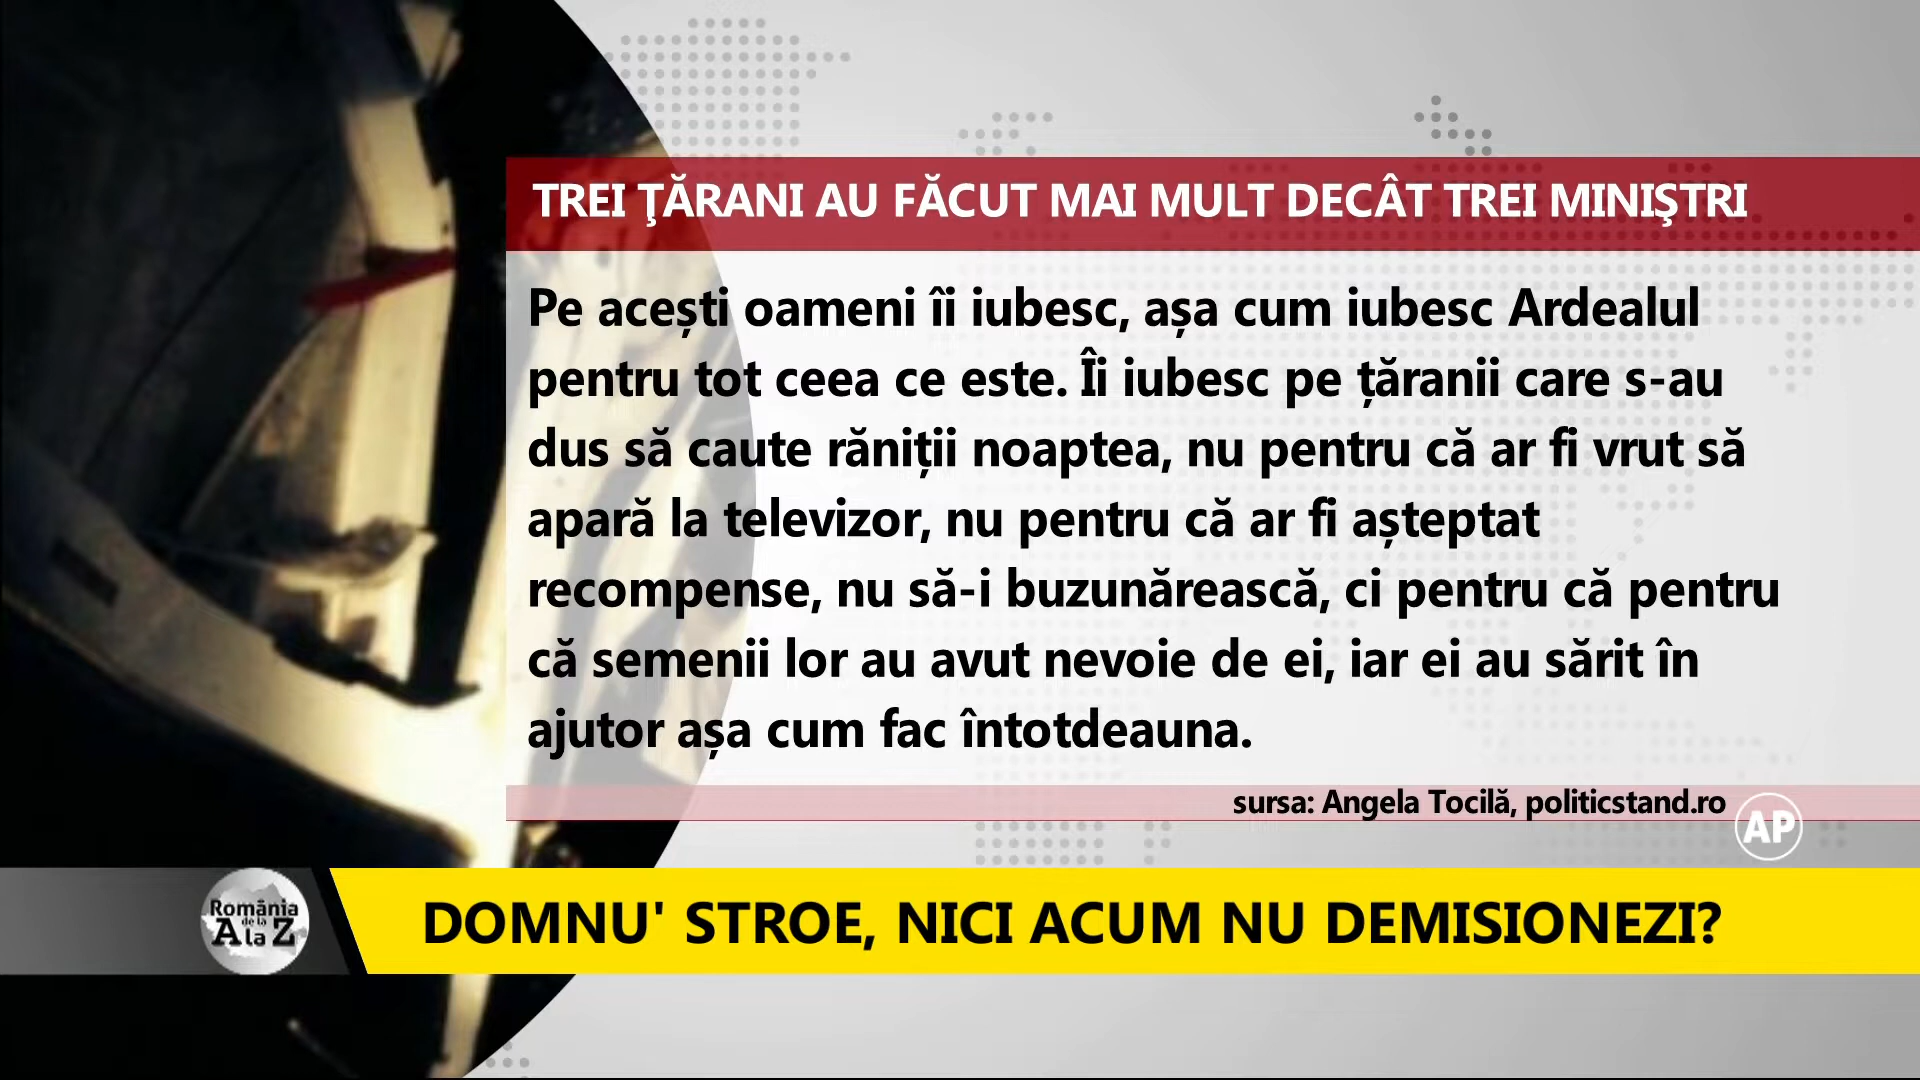 TREI ŢĂRANI AU FĂCUT MAI MULT DECÂT TREI MINIŞTRI
Pe acești oameni îi iubesc, așa cum iubesc Ardealul
pentru tot ceea ce este. Îi iubesc pe țăranii care s-au
dus să caute răniții noaptea, nu pentru că ar fi vrut să
apară la televizor, nu pentru că ar fi așteptat
recompense, nu să-i buzunărească, ci pentru că pentru
că semenii lor au avut nevoie de ei, iar ei au sărit în
ajutor așa cum fac întotdeauna.
sursa: Angela Tocilă, politicstand.ro
AP
România
de la
A la Z
DOMNU' STROE, NICI ACUM NU DEMISIONEZI?